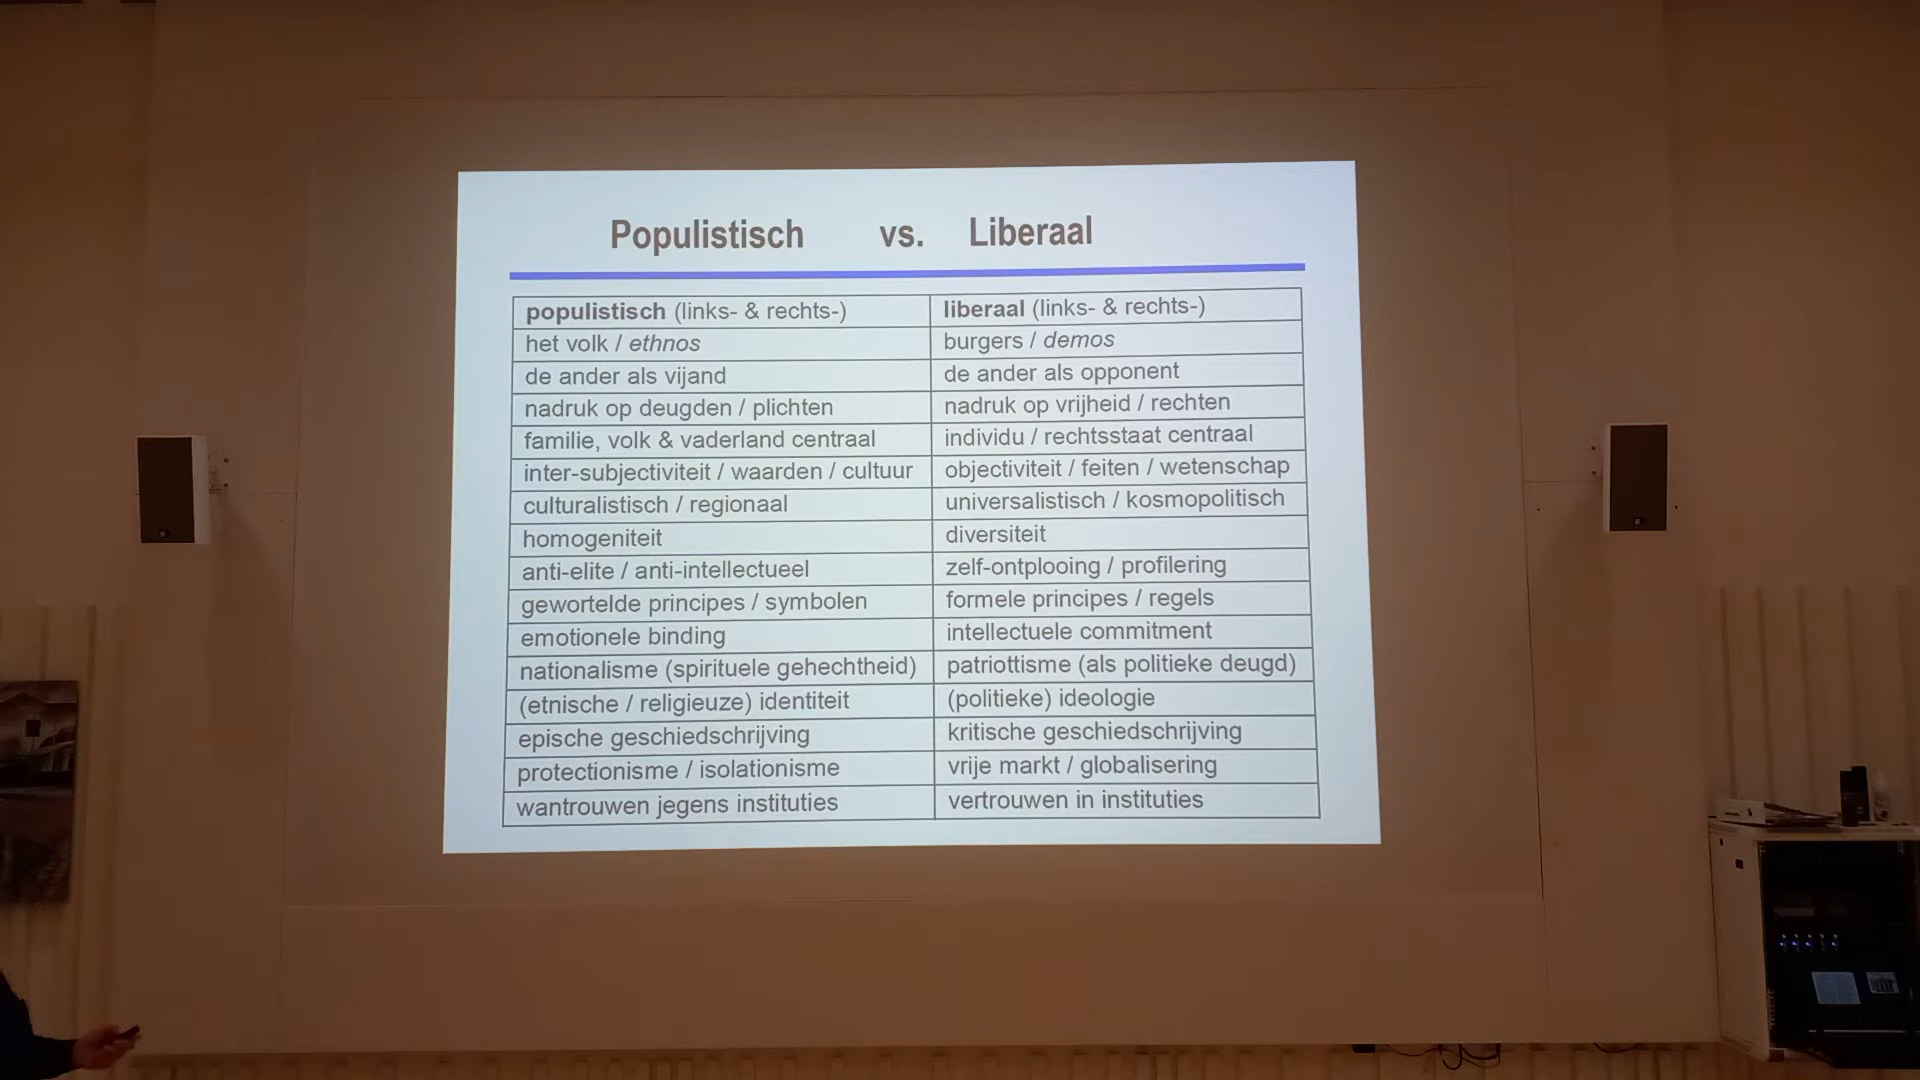 Populistisch vs. Liberaal
populistisch (links- & rechts-) liberaal (links- & rechts-)
het volk / ethnos burgers / demos
de ander als vijand de ander als opponent
nadruk op deugden / plichten nadruk op vrijheid / rechten
familie, volk & vaderland centraal individu / rechtsstaat centraal
inter-subjectiviteit / waarden / cultuur objectiviteit / feiten / wetenschap
culturalistisch / regionaal universalistisch / kosmopolitisch
homogeniteit diversiteit
anti-elite / anti-intellectueel zelf-ontplooing / profilering
gewortelde principes / symbolen formele principes / regels
emotionele binding intellectuele commitment
nationalisme (spirituele gehechtheid) patriottisme (als politieke deugd)
(etnische / religieuze) identiteit (politieke) ideologie
epische geschiedschrijving kritische geschiedschrijving
protectionisme / isolationisme vrije markt / globalisering
wantrouwen jegens instituties vertrouwen in instituties